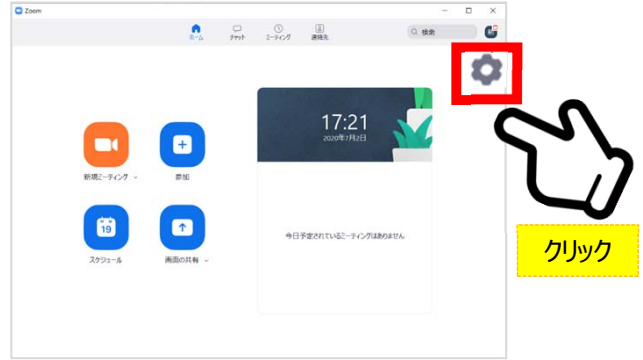 Zoom
ホーム
チャット
ミーティング
連絡先
検索
17:21
2020年7月2日
新規ミーティング
参加
19
スケジュール
画面の共有
今日予定されているミーティングはありません
クリック